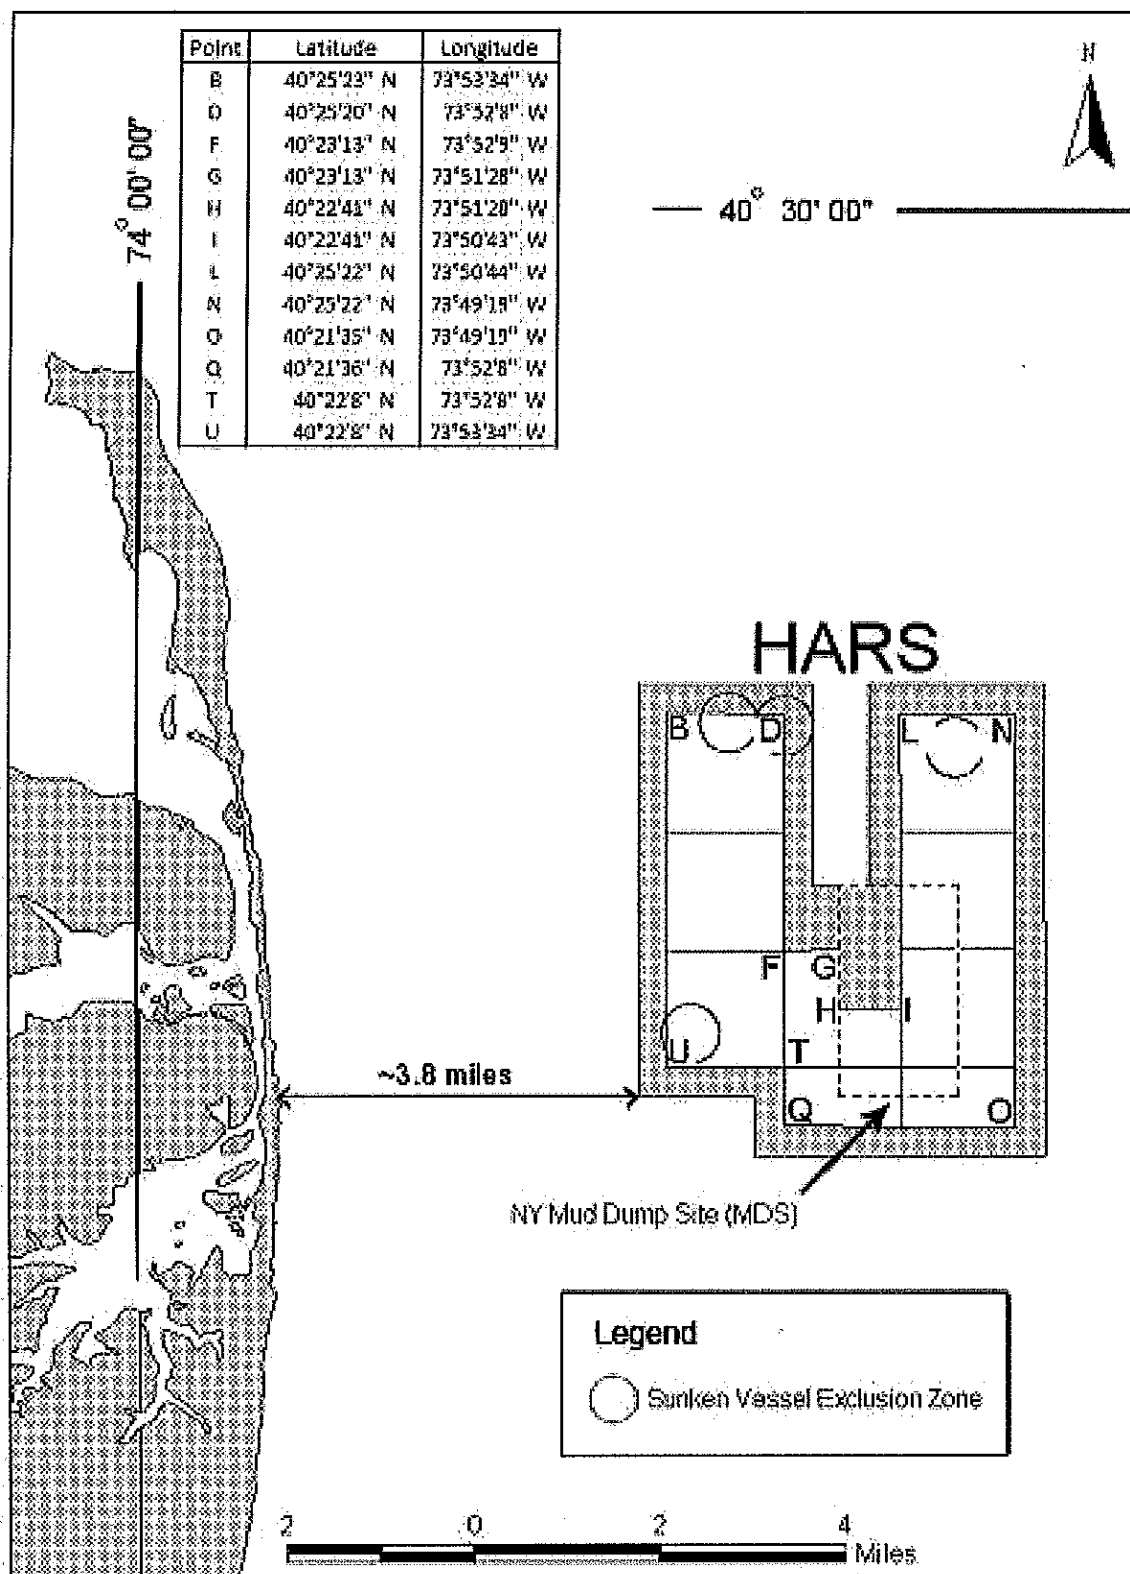 Point Latitude Longitude
B 40°25'23" N 73°53'34" W
D 40°25'20" N 73°52'8" W
F 40°23'13" N 73°52'9" W
G 40°23'13" N 73°51'28" W
H 40°22'41" N 73°51'28" W
I 40°22'41" N 73°50'43" W
L 40°25'22" N 73°50'44" W
N 40°25'22" N 73°49'19" W
O 40°21'35" N 73°49'19" W
Q 40°21'36" N 73°52'8" W
T 40°22'8" N 73°52'8" W
U 40°22'8" N 73°53'34" W
N
74° 00' 00"
40° 30' 00"
HARS
B D L N
F G
H I
U T
~3.8 miles
Q O
NY Mud Dump Site (MDS)
Legend
Sunken Vessel Exclusion Zone
2 0 2 4
Miles